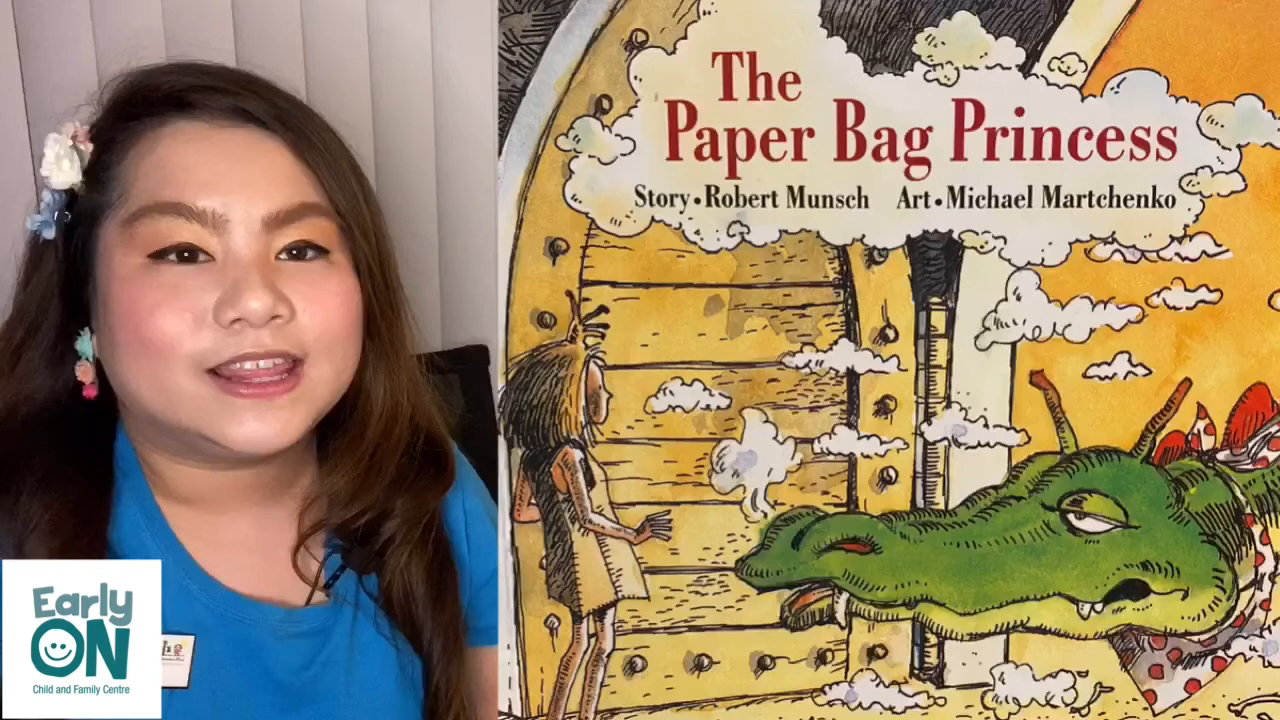 The
Paper Bag Princess
Story • Robert Munsch Art • Michael Martchenko
Early
ON
Child and Family Centre